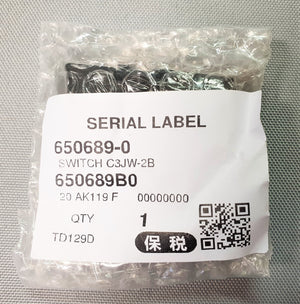 SERIAL LABEL
650689-0
SWITCH C3JW-2B
650689B0
20 AK119 F 00000000
QTY 1
TD129D 保税